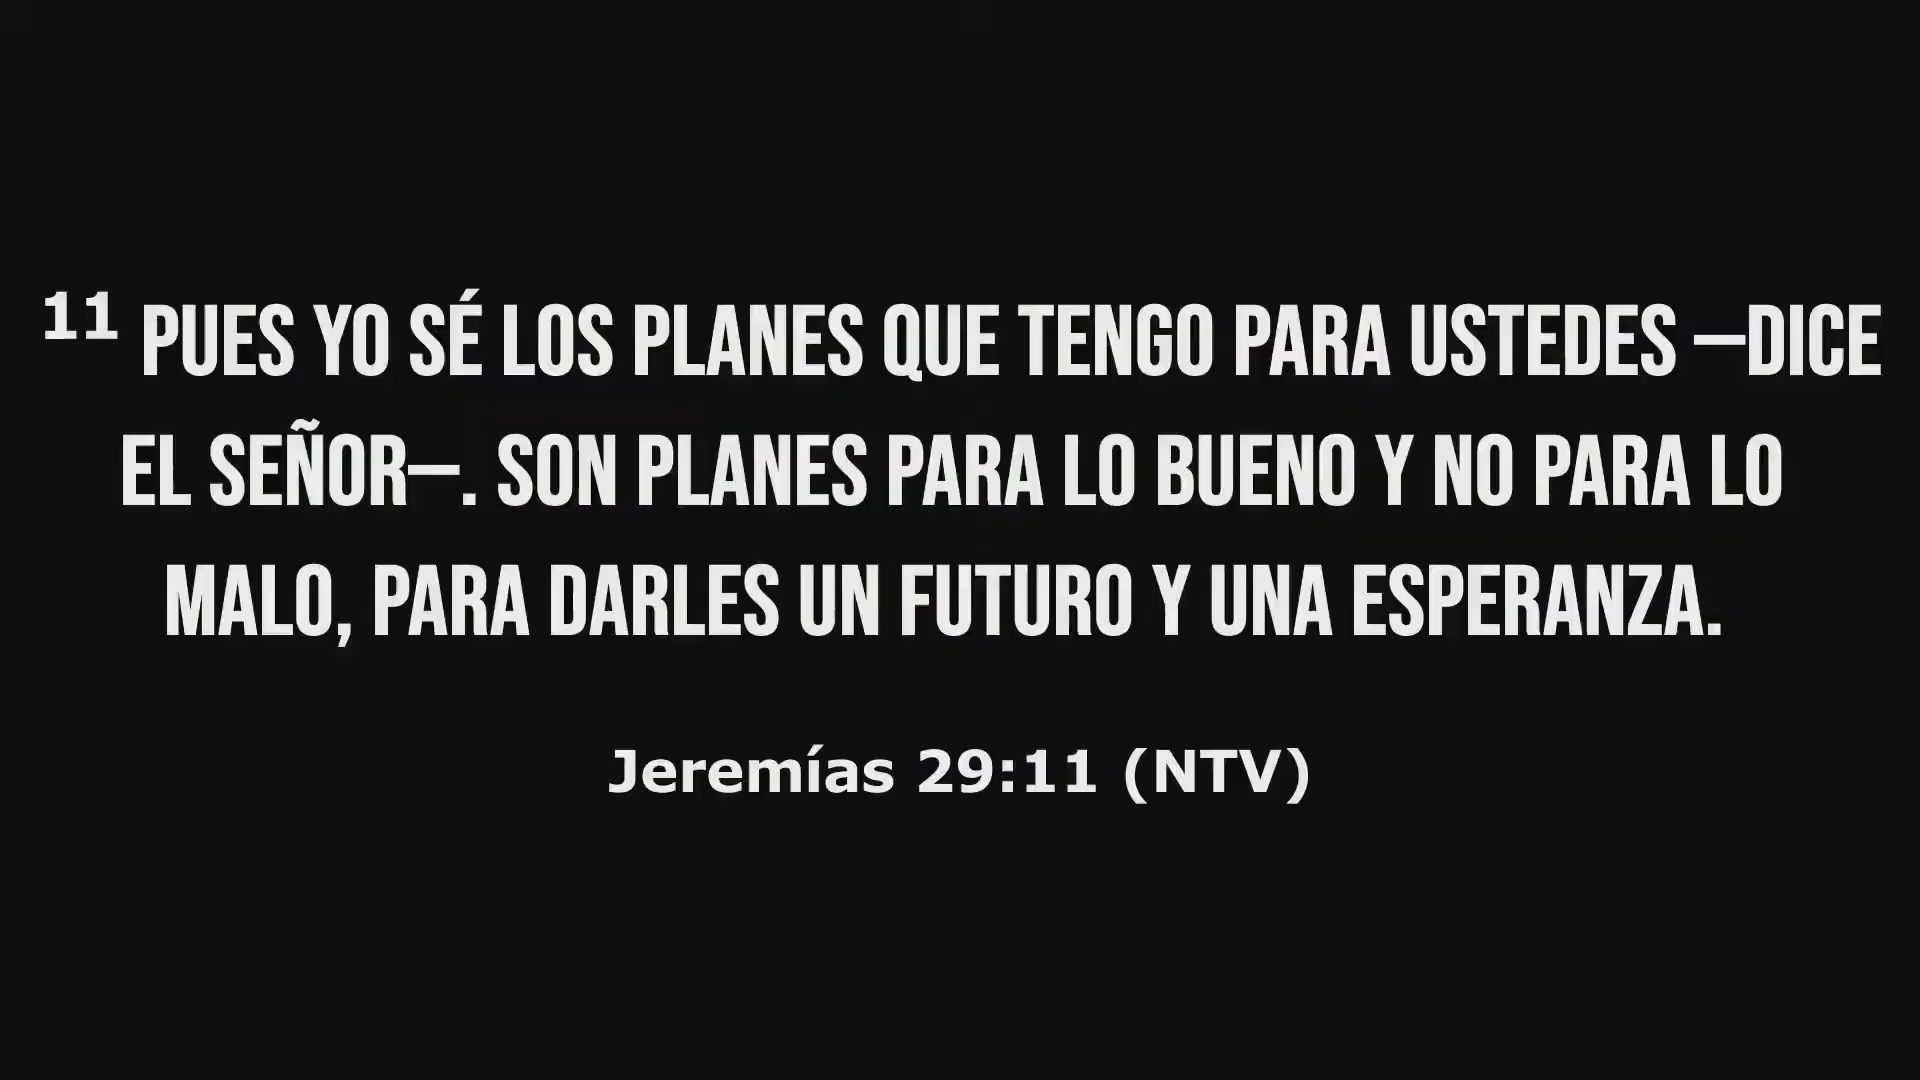 ¹¹ PUES YO SÉ LOS PLANES QUE TENGO PARA USTEDES —DICE
EL SEÑOR—. SON PLANES PARA LO BUENO Y NO PARA LO
MALO, PARA DARLES UN FUTURO Y UNA ESPERANZA.
Jeremías 29:11 (NTV)